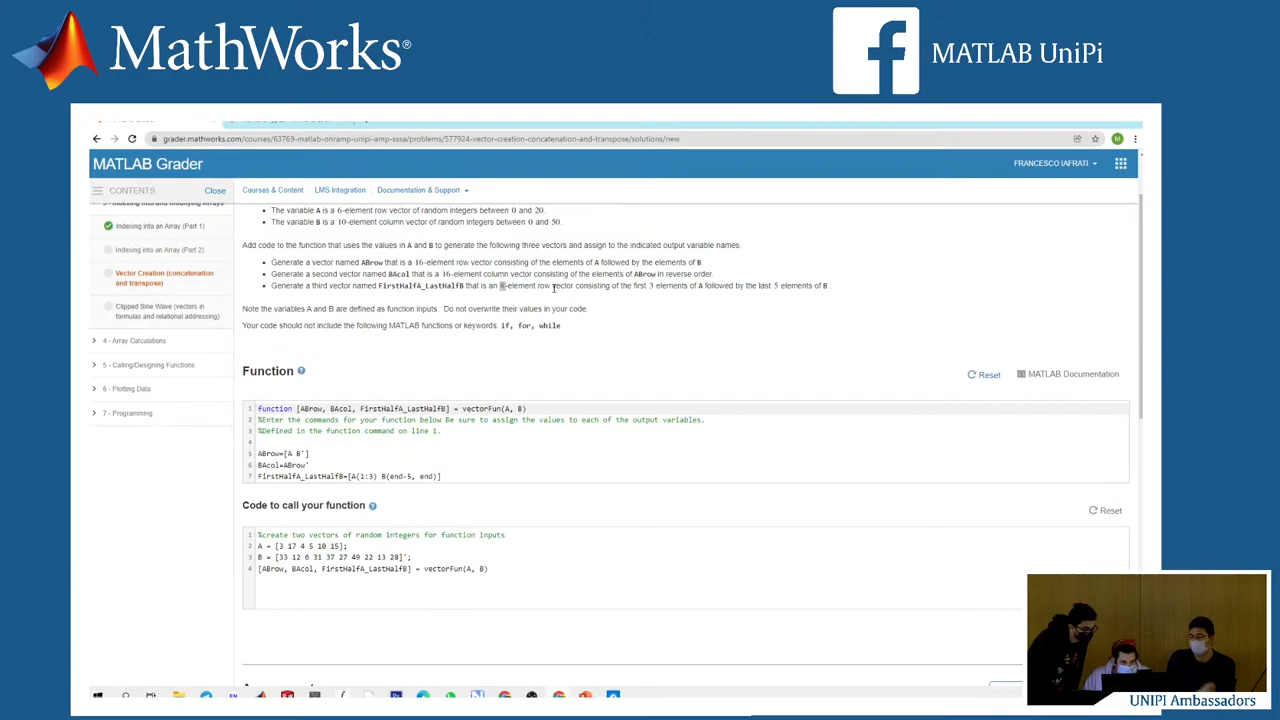 MathWorks®
MATLAB UniPi
grader.mathworks.com/courses/63769-matlab-onramp-unipi-amp-sssa/problems/577924-vector-creation-concatenation-and-transpose/solutions/new
M
MATLAB Grader
FRANCESCO IAFRATI
CONTENTS
Close
Courses & Content
LMS Integration
Documentation & Support
3 - Indexing into and Modifying Arrays
Indexing into an Array (Part 1)
Indexing into an Array (Part 2)
Vector Creation (concatenation
and transpose)
Clipped Sine Wave (vectors in
formulas and relational addressing)
4 - Array Calculations
5 - Calling/Designing Functions
6 - Plotting Data
7 - Programming
The variable A is a 6-element row vector of random integers between 0 and 20.
The variable B is a 10-element column vector of random integers between 0 and 50.
Add code to the function that uses the values in A and B to generate the following three vectors and assign to the indicated output variable names.
Generate a vector named ABrow that is a 16-element row vector consisting of the elements of A followed by the elements of B.
Generate a second vector named BAcol that is a 16-element column vector consisting of the elements of ABrow in reverse order.
Generate a third vector named FirstHalfA_LastHalfB that is an 8-element row vector consisting of the first 3 elements of A followed by the last 5 elements of B
Note the variables A and B are defined as function inputs. Do not overwrite their values in your code.
Your code should not include the following MATLAB functions or keywords: if, for, while
Function
Reset
MATLAB Documentation
1 function [ABrow, BAcol, FirstHalfA_LastHalfB] = vectorFun(A, B)
2 %Enter the commands for your function below Be sure to assign the values to each of the output variables.
3 %Defined in the function command on line 1.
4
5 ABrow=[A B']
6 BAcol=ABrow'
7 FirstHalfA_LastHalfB=[A(1:3) B(end-5, end)]
Code to call your function
Reset
1 %create two vectors of random integers for function inputs
2 A = [3 17 4 5 10 15];
3 B = [33 12 6 31 37 27 49 22 13 28]';
4 [ABrow, BAcol, FirstHalfA_LastHalfB] = vectorFun(A, B)
EN
UNIPI Ambassadors